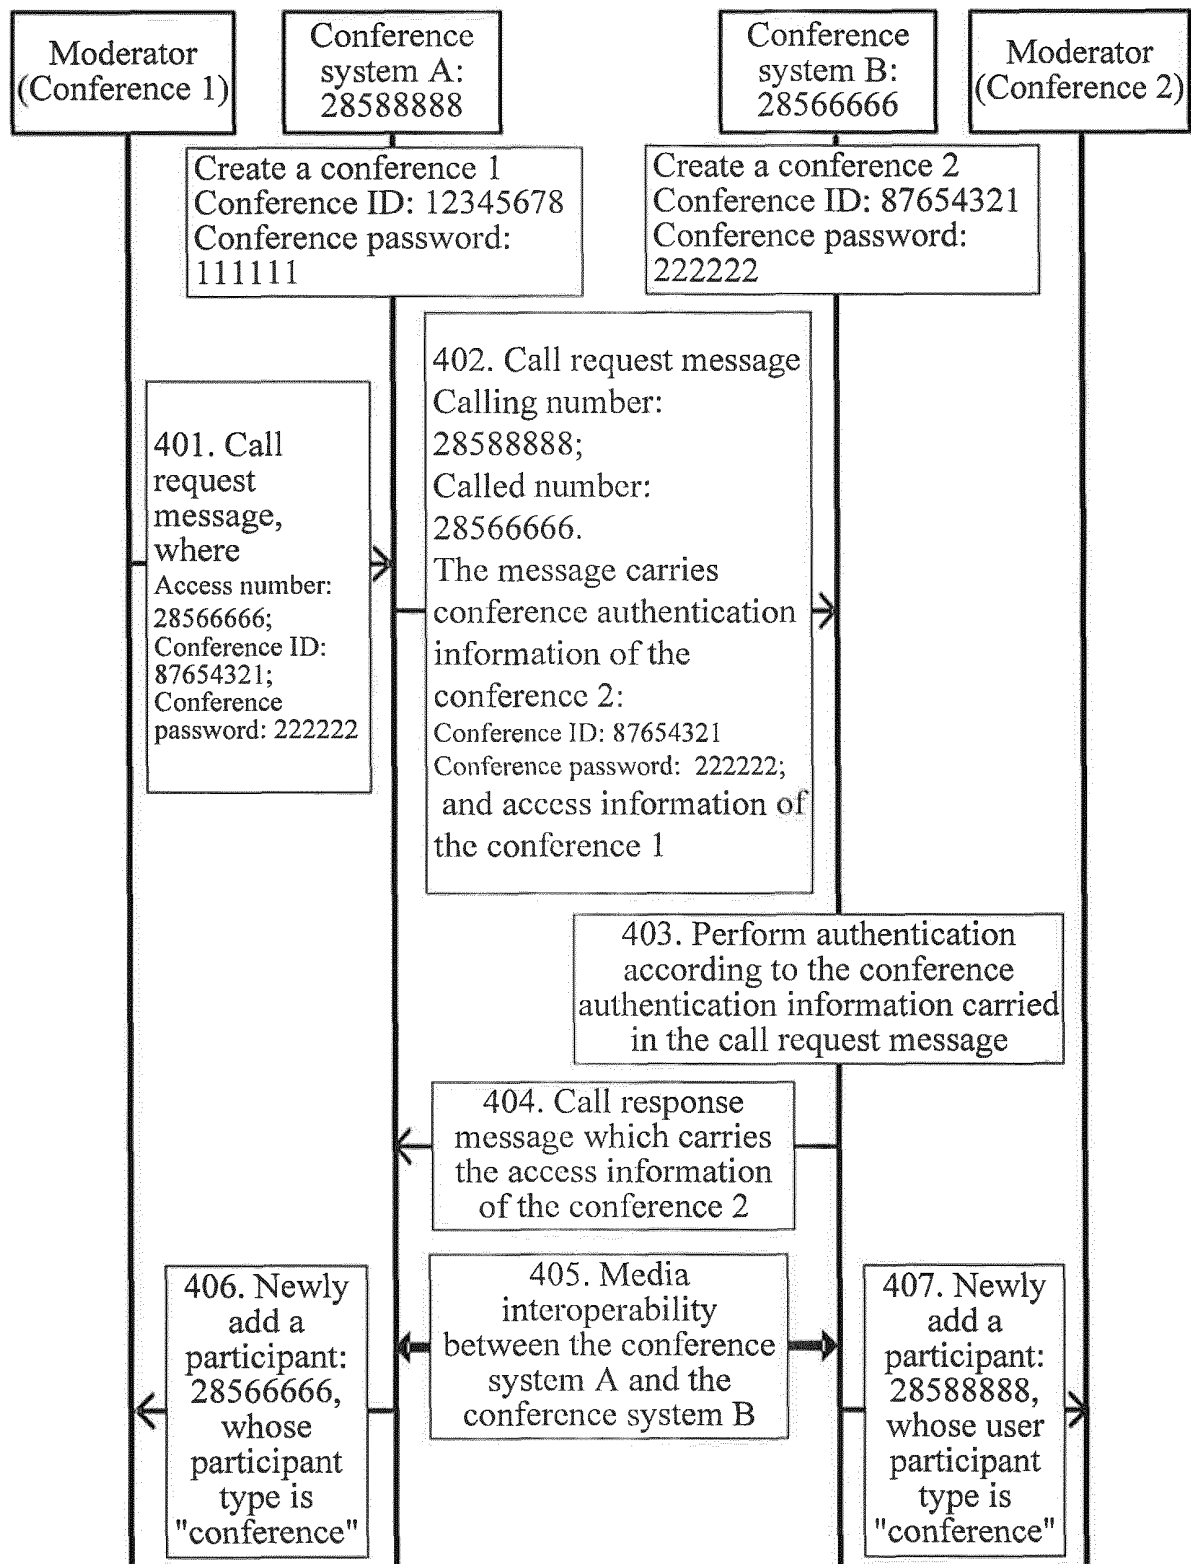 Moderator
(Conference 1)
Conference
system A:
28588888
Conference
system B:
28566666
Moderator
(Conference 2)
Create a conference 1
Conference ID: 12345678
Conference password:
111111
Create a conference 2
Conference ID: 87654321
Conference password:
222222
401. Call
request
message,
where
Access number:
28566666;
Conference ID:
87654321;
Conference
password: 222222
402. Call request message
Calling number:
28588888;
Called number:
28566666.
The message carries
conference authentication
information of the
conference 2:
Conference ID: 87654321
Conference password: 222222;
and access information of
the conference 1
403. Perform authentication
according to the conference
authentication information carried
in the call request message
404. Call response
message which carries
the access information
of the conference 2
405. Media
interoperability
between the conference
system A and the
conference system B
406. Newly
add a
participant:
28566666,
whose
participant
type is
"conference"
407. Newly
add a
participant:
28588888,
whose user
participant
type is
"conference"